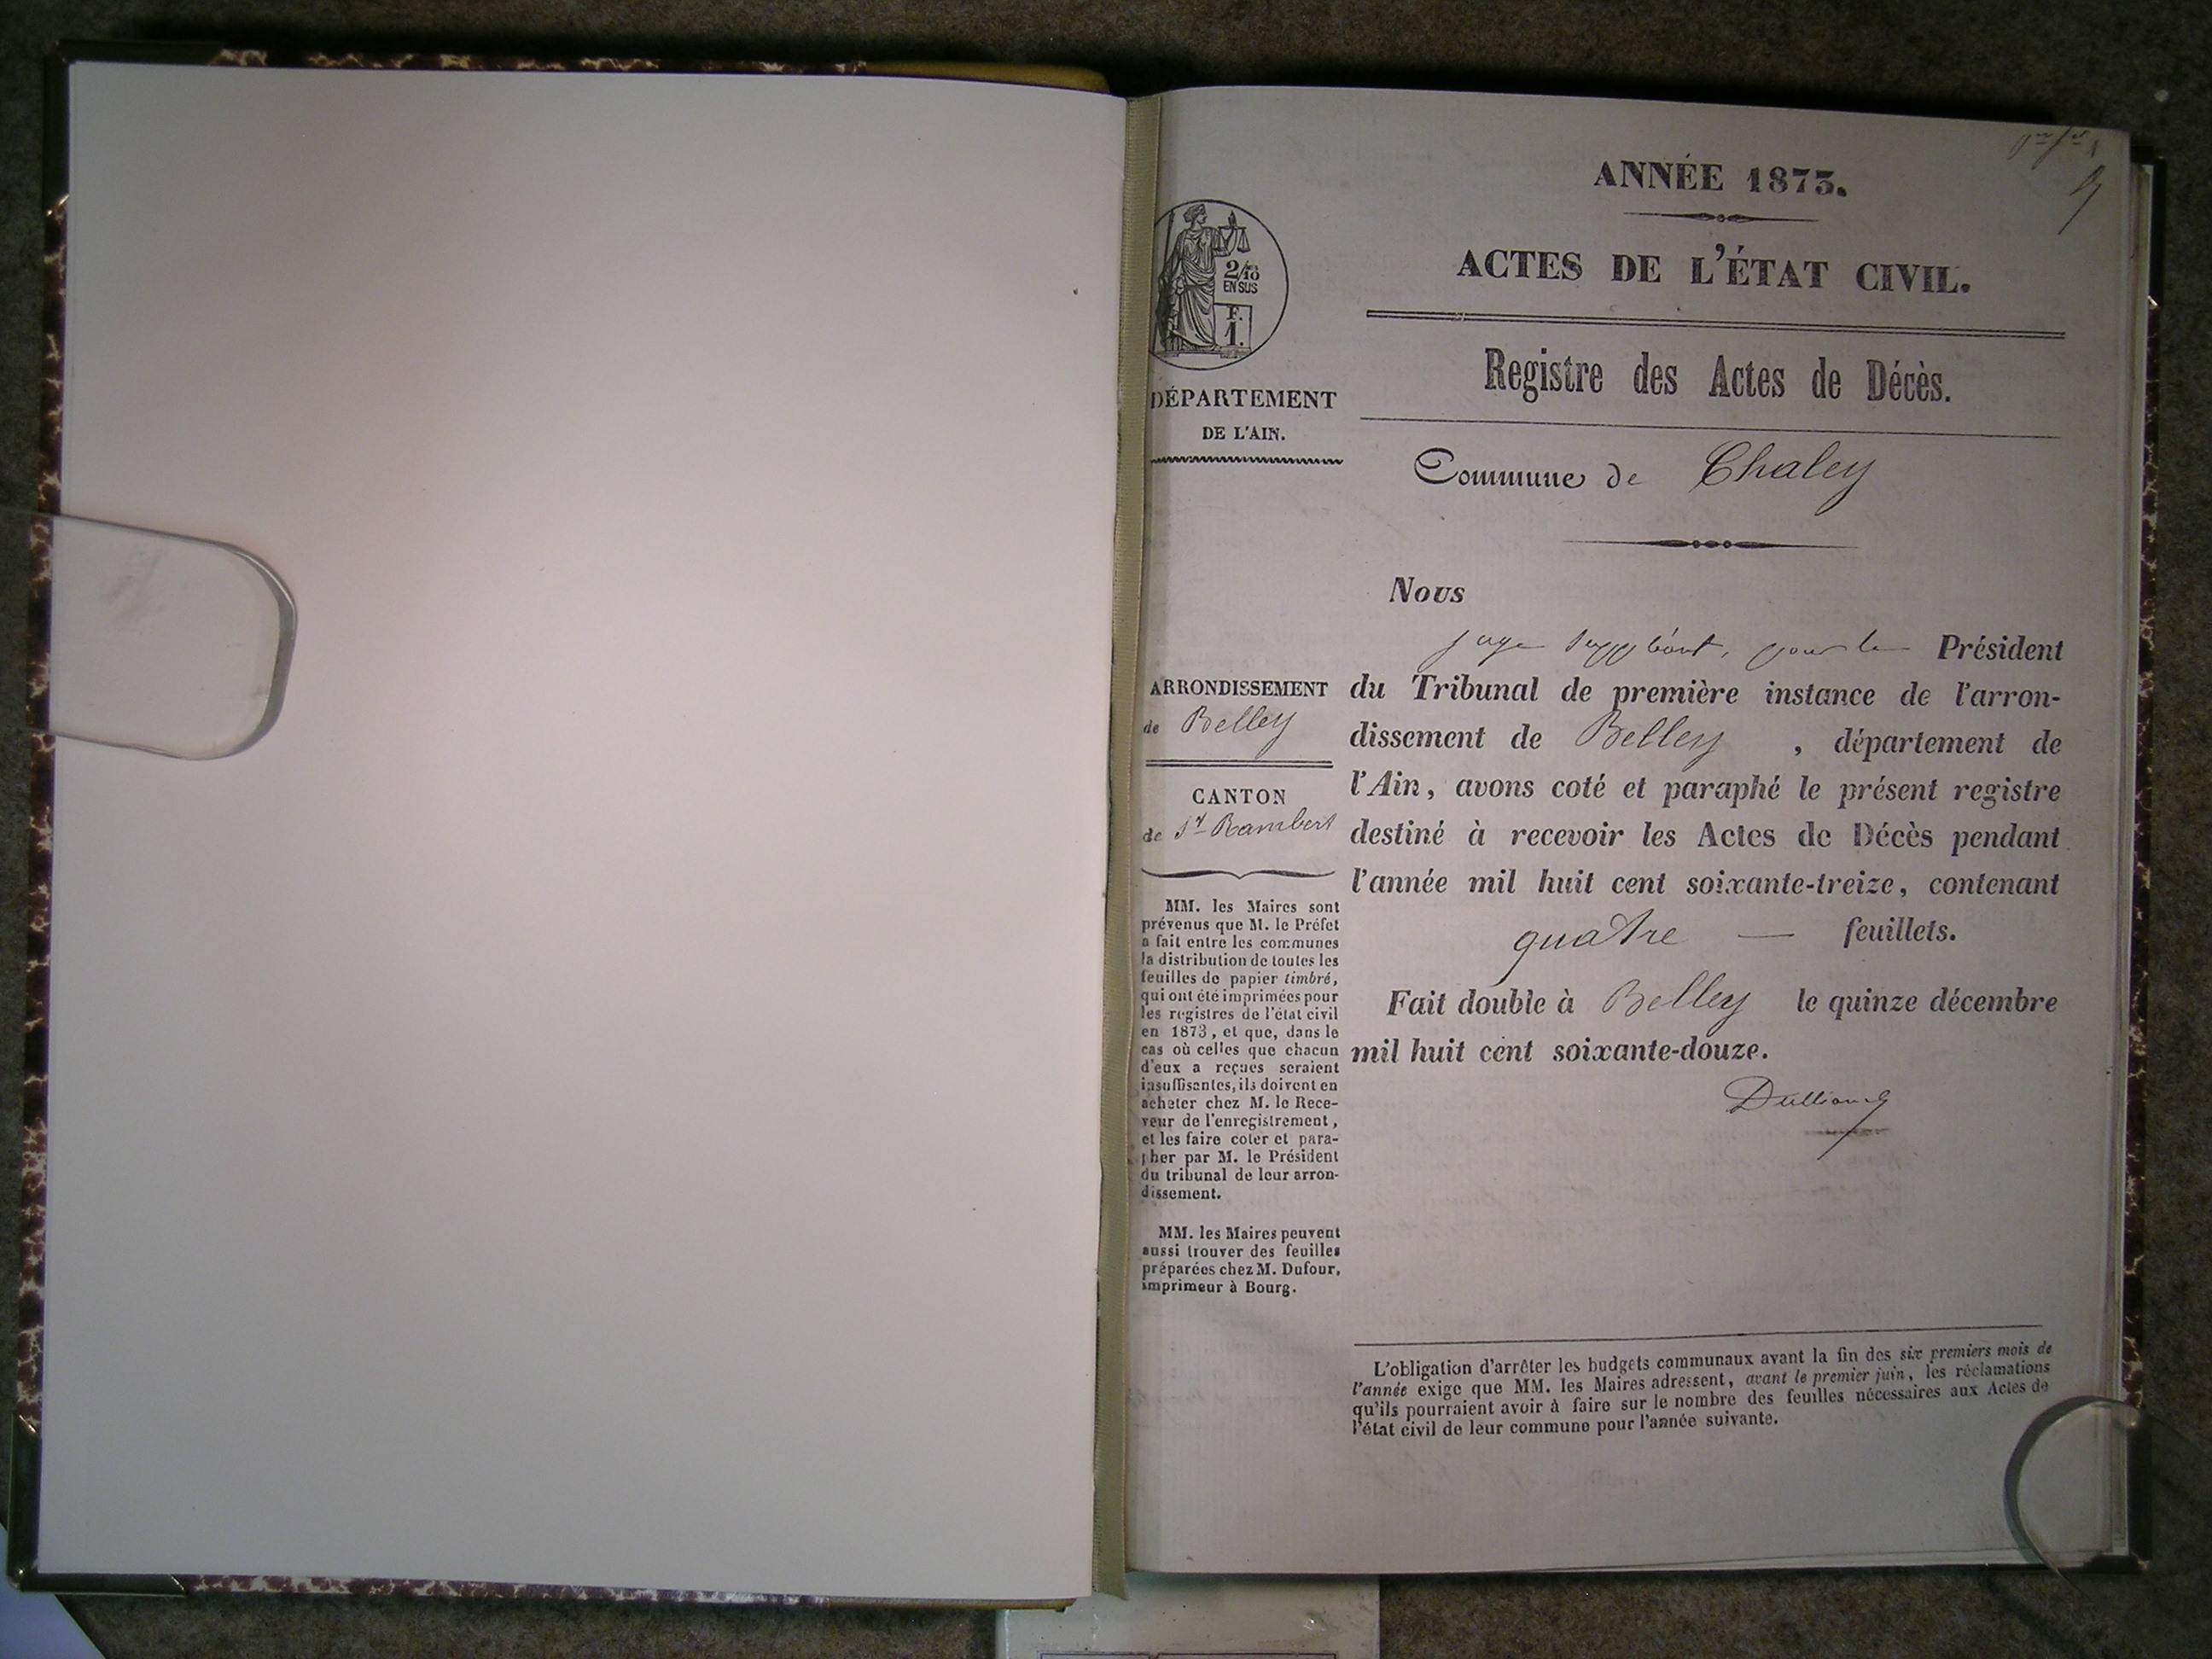 ANNÉE 1873.
ACTES DE L'ÉTAT CIVIL.
Registre des Actes de Décès.
Commune de Chaley
2/10
EN SUS
F.
1.
DÉPARTEMENT
DE L'AIN.
ARRONDISSEMENT
de Belley
CANTON
de St Rambert
MM. les Maires sont
prévenus que M. le Préfet
a fait entre les communes
la distribution de toutes les
feuilles de papier timbré,
qui ont été imprimées pour
les registres de l'état civil
en 1873, et que, dans le
cas où celles que chacun
d'eux a reçues seraient
insuffisantes, ils doivent en
acheter chez M. le Rece-
veur de l'enregistrement,
et les faire coter et para-
pher par M. le Président
du tribunal de leur arron-
dissement.
MM. les Maires peuvent
aussi trouver des feuilles
préparées chez M. Dufour,
imprimeur à Bourg.
Nous
juge suppléant, pour le Président
du Tribunal de première instance de l'arron-
dissement de Belley , département de
l'Ain, avons coté et paraphé le présent registre
destiné à recevoir les Actes de Décès pendant
l'année mil huit cent soixante-treize, contenant
quatre — feuillets.
Fait double à Belley le quinze décembre
mil huit cent soixante-douze.
L'obligation d'arrêter les budgets communaux avant la fin des six premiers mois de
l'année exige que MM. les Maires adressent, avant le premier juin, les réclamations
qu'ils pourraient avoir à faire sur le nombre des feuilles nécessaires aux Actes de
l'état civil de leur commune pour l'année suivante.